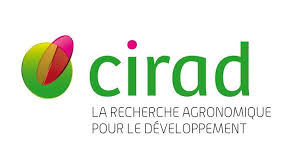 cirad
LA RECHERCHE AGRONOMIQUE
POUR LE DÉVELOPPEMENT